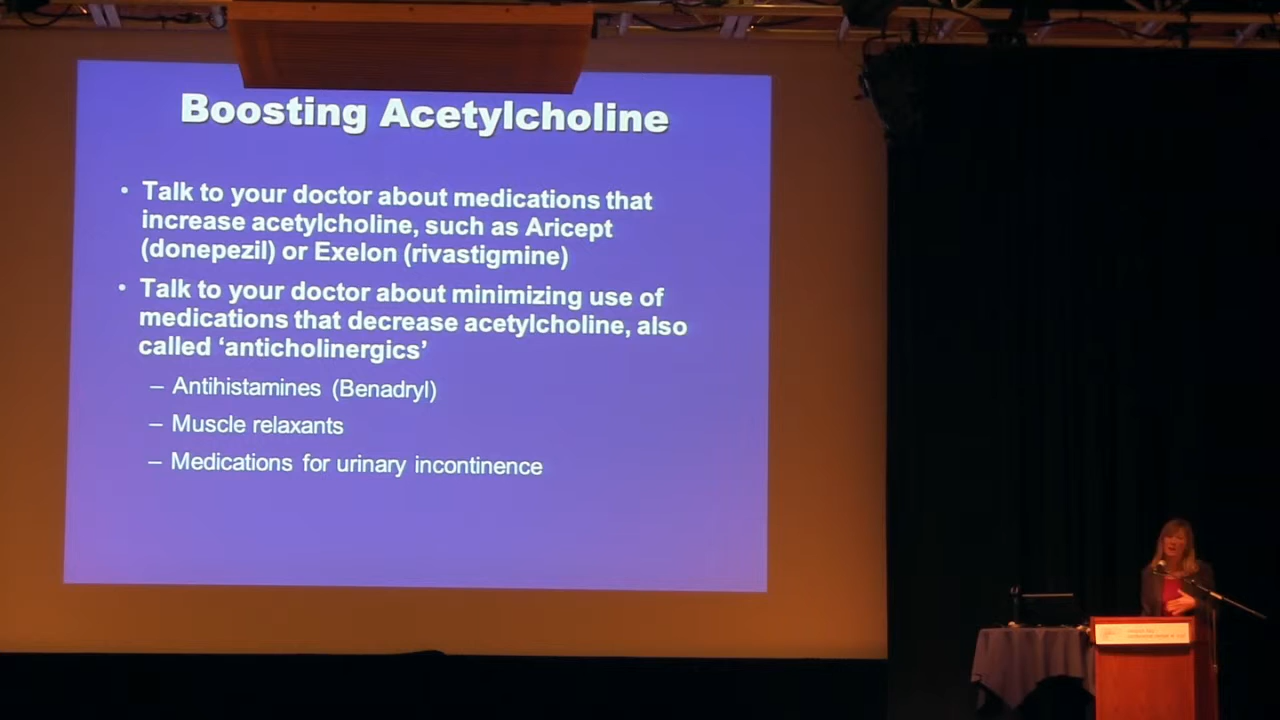 Boosting Acetylcholine
• Talk to your doctor about medications that
increase acetylcholine, such as Aricept
(donepezil) or Exelon (rivastigmine)
• Talk to your doctor about minimizing use of
medications that decrease acetylcholine, also
called ‘anticholinergics’
– Antihistamines (Benadryl)
– Muscle relaxants
– Medications for urinary incontinence